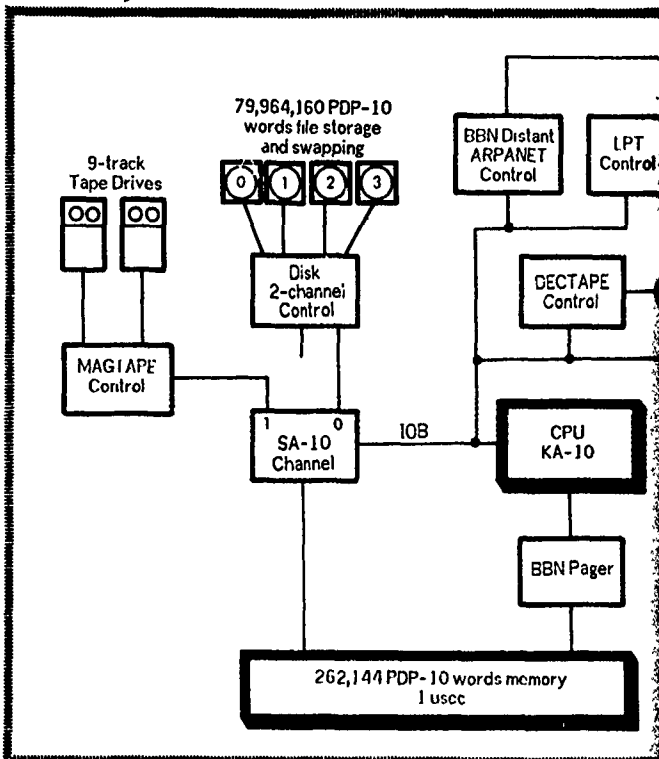 79,964,160 PDP-10
words file storage
and swapping
9-track
Tape Drives
0 1 2 3
BBN Distant
ARPANET
Control
LPT
Control
Disk
2-channel
Control
DECTAPE
Control
MAGTAPE
Control
1 0
SA-10
Channel
IOB
CPU
KA-10
BBN Pager
262,144 PDP-10 words memory
1 usec